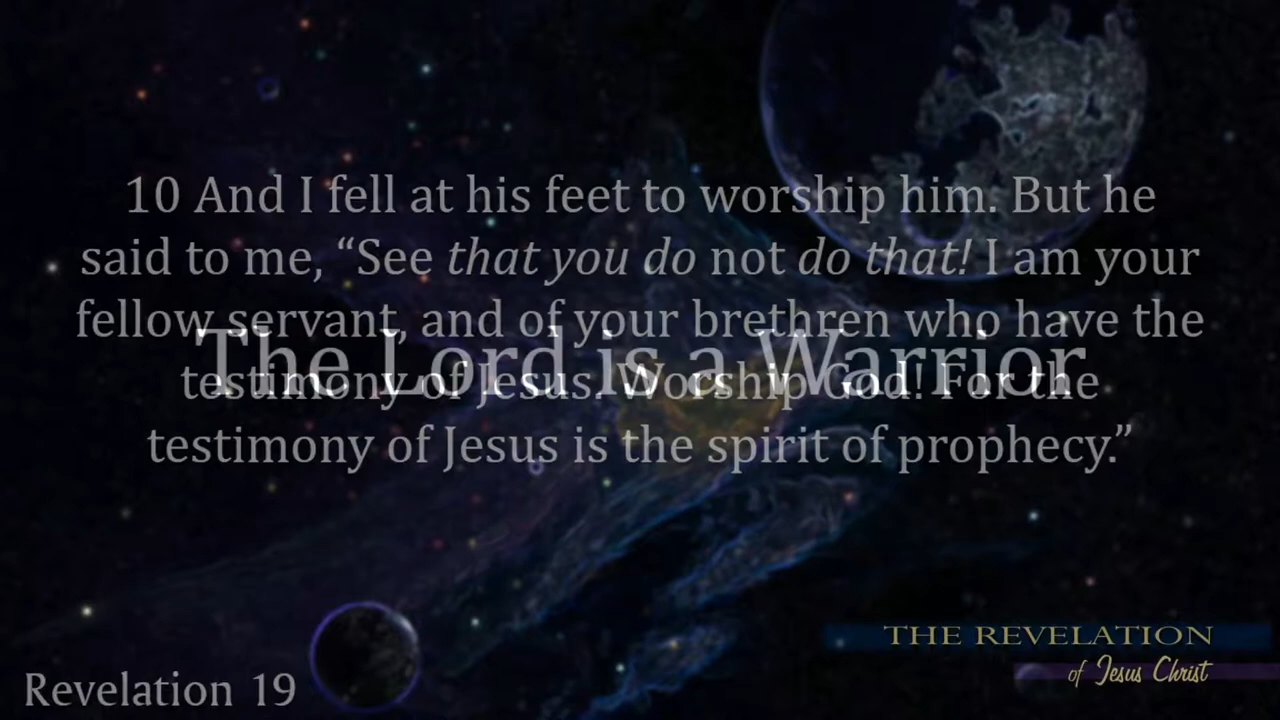 10 And I fell at his feet to worship him. But he
said to me, “See that you do not do that! I am your
fellow servant, and of your brethren who have the
The Lord is a Warrior
testimony of Jesus. Worship God! For the
testimony of Jesus is the spirit of prophecy.”
THE REVELATION
of Jesus Christ
Revelation 19